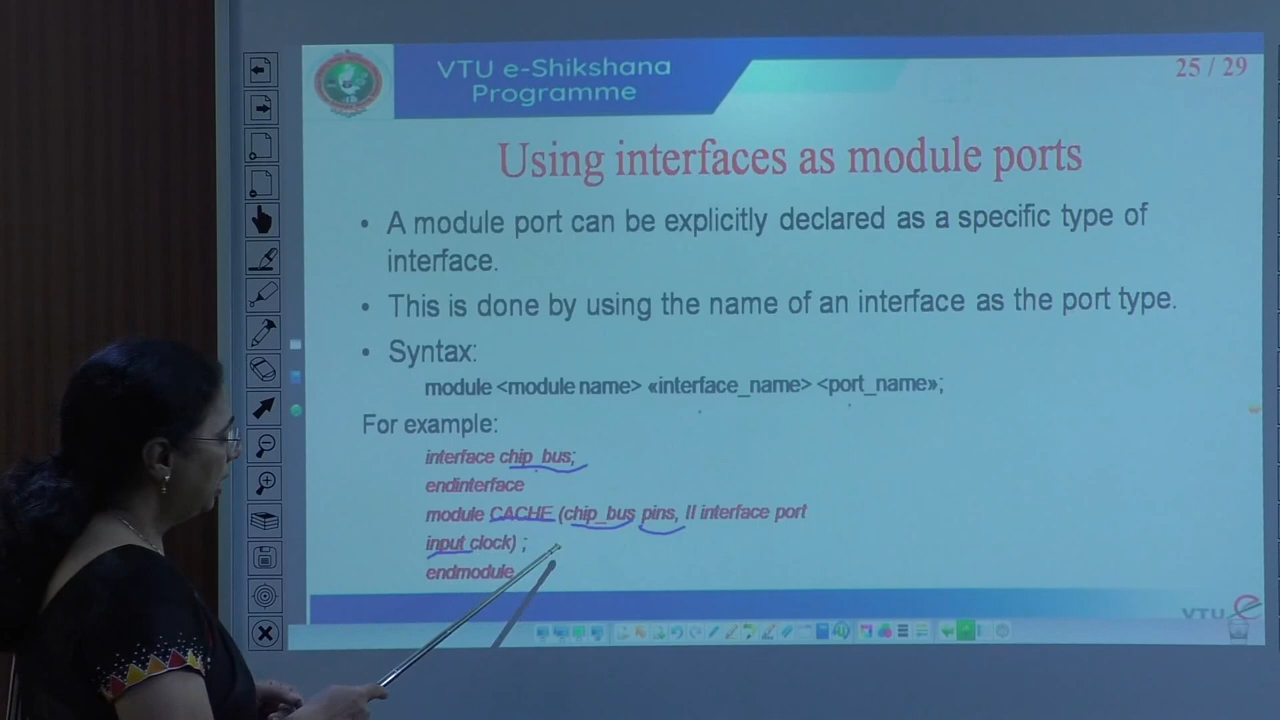 VTU e-Shikshana
Programme
25 / 29
Using interfaces as module ports
• A module port can be explicitly declared as a specific type of
interface.
• This is done by using the name of an interface as the port type.
• Syntax:
module <module name> «interface_name> <port_name»;
For example:
interface chip_bus;
endinterface
module CACHE (chip_bus pins, II interface port
input clock) ;
endmodule
VTU e